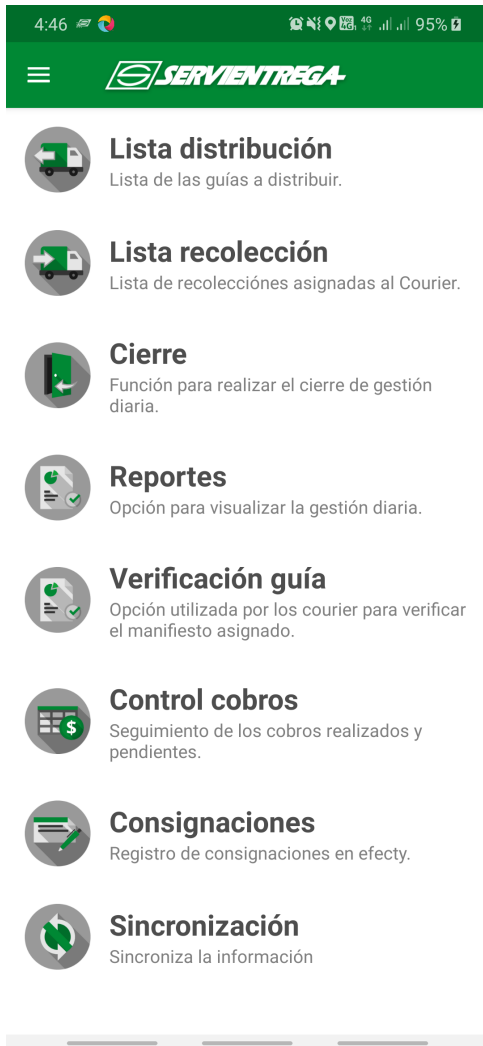 4:46 95%
SERVIENTREGA
Lista distribución
Lista de las guías a distribuir.
Lista recolección
Lista de recolecciónes asignadas al Courier.
Cierre
Función para realizar el cierre de gestión
diaria.
Reportes
Opción para visualizar la gestión diaria.
Verificación guía
Opción utilizada por los courier para verificar
el manifiesto asignado.
Control cobros
Seguimiento de los cobros realizados y
pendientes.
Consignaciones
Registro de consignaciones en efecty.
Sincronización
Sincroniza la información